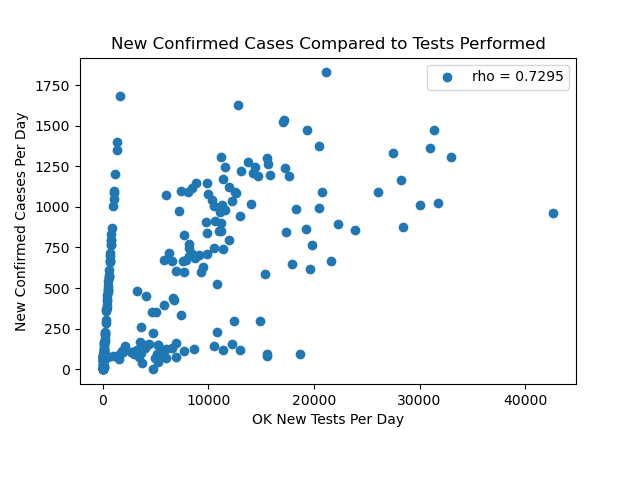 New Confirmed Cases Compared to Tests Performed
rho = 0.7295
New Confirmed Caeses Per Day
1750
1500
1250
1000
750
500
250
0
0 10000 20000 30000 40000
OK New Tests Per Day